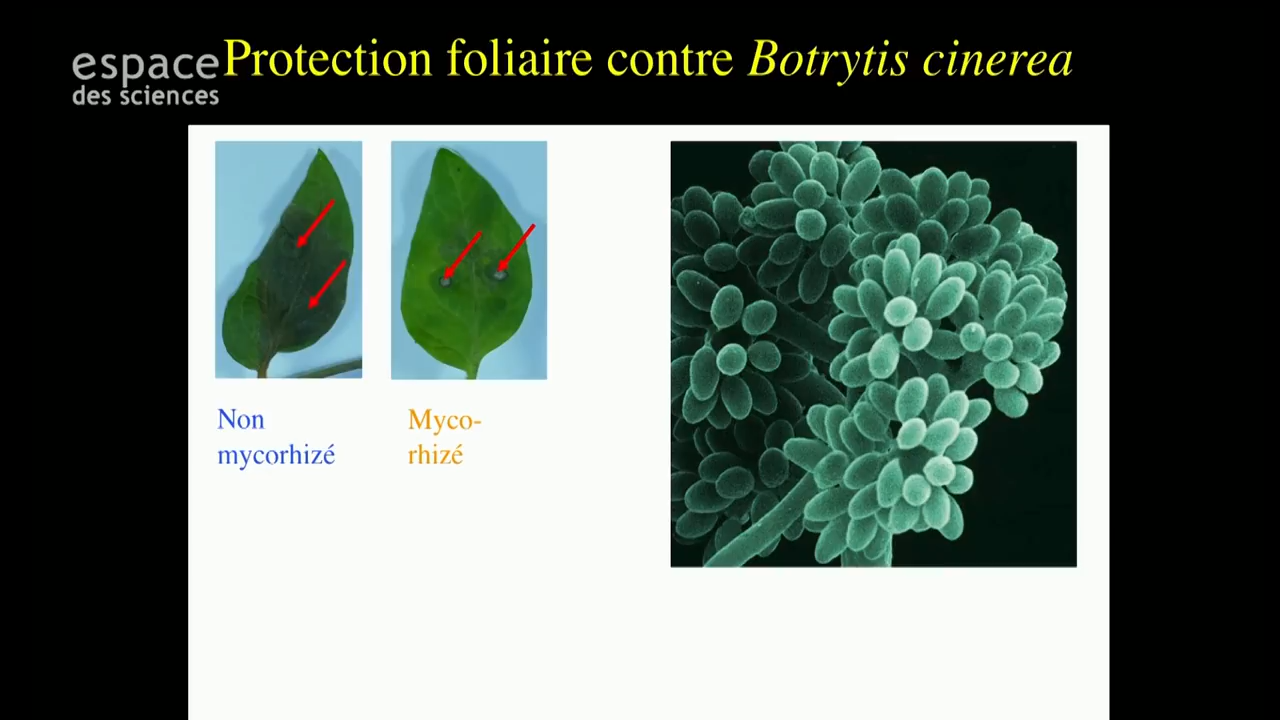 Protection foliaire contre Botrytis cinerea
espace
des sciences
Non
mycorhizé
Myco-
rhizé